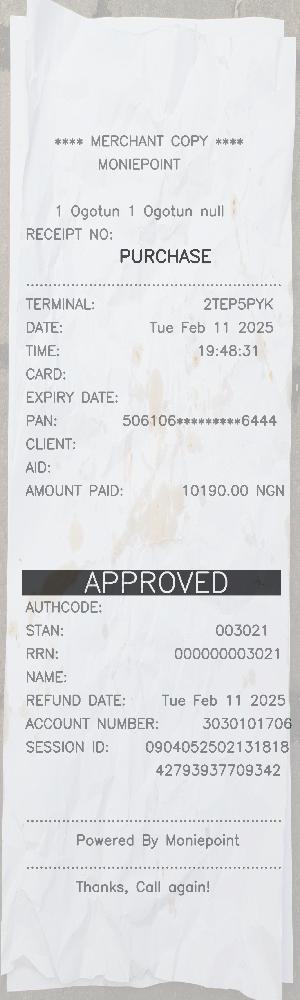 **** MERCHANT COPY ****
MONIEPOINT
1 Ogotun 1 Ogotun null
RECEIPT NO:
PURCHASE
TERMINAL: 2TEP5PYK
DATE: Tue Feb 11 2025
TIME: 19:48:31
CARD:
EXPIRY DATE:
PAN: 506106*********6444
CLIENT:
AID:
AMOUNT PAID: 10190.00 NGN
APPROVED
AUTHCODE:
STAN: 003021
RRN: 000000003021
NAME:
REFUND DATE: Tue Feb 11 2025
ACCOUNT NUMBER: 3030101706
SESSION ID: 0904052502131818
42793937709342
Powered By Moniepoint
Thanks, Call again!